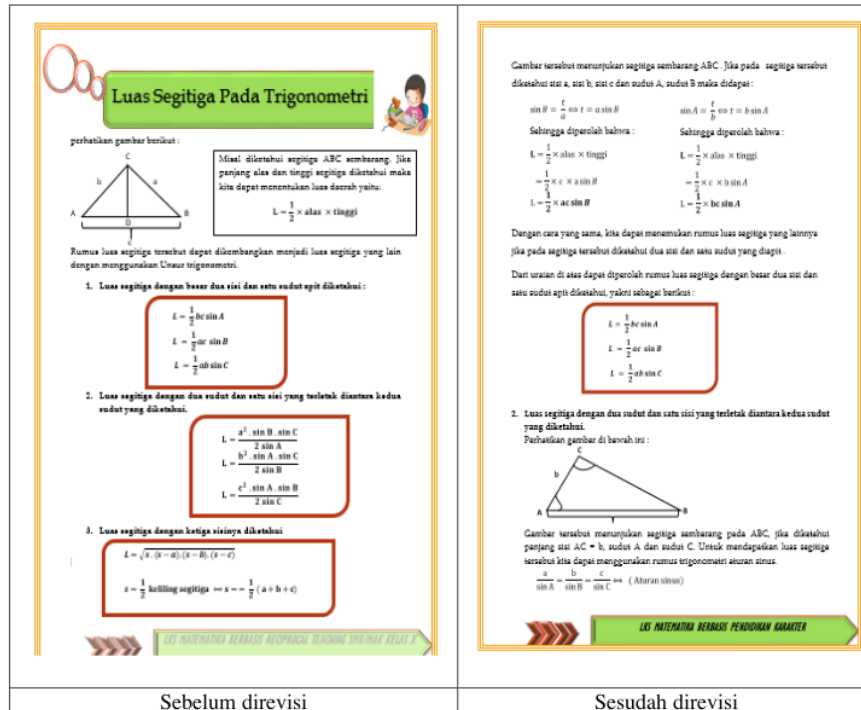 Luas Segitiga Pada Trigonometri
perhatikan gambar berikut :
C
b
a
A
B
D
c
Misal diketahui segitiga ABC sembarang. Jika
panjang alas dan tinggi segitiga diketahui maka
kita dapat menentukan luas daerah yaitu:
L = 1/2 × alas × tinggi
Rumus luas segitiga tersebut dapat dikembangkan menjadi luas segitiga yang lain
dengan menggunakan Unsur trigonometri.
1. Luas segitiga dengan besar dua sisi dan satu sudut apit diketahui :
L = 1/2 bc sin A
L = 1/2 ac sin B
L = 1/2 ab sin C
2. Luas segitiga dengan dua sudut dan satu sisi yang terletak diantara kedua
sudut yang diketahui.
L = a² . sin B . sin C / 2 sin A
L = b² . sin A . sin C / 2 sin B
L = c² . sin A . sin B / 2 sin C
3. Luas segitiga dengan ketiga sisinya diketahui
L = √s . (s − a). (s − b). (s − c)
s = 1/2 keliling segitiga ⇔ s = = 1/2 ( a + b + c)
LKS MATEMATIKA BERBASIS RECIPROCAL TEACHING SMK/MAK KELAS X
Sebelum direvisi
Gambar tersebut menunjukan segitiga sembarang ABC . Jika pada segitiga tersebut
diketahui sisi a, sisi b, sisi c dan sudut A, sudut B maka didapat :
sin B = t/a ⇔ t = a sin B
sin A = t/b ⇔ t = b sin A
Sehingga diperoleh bahwa :
Sehingga diperoleh bahwa :
L = 1/2 × alas × tinggi
L = 1/2 × alas × tinggi
= 1/2 × c × a sin B
= 1/2 × c × b sin A
L = 1/2 × ac sin B
L = 1/2 × bc sin A
Dengan cara yang sama, kita dapat menemukan rumus luas segitiga yang lainnya
jika pada segitiga tersebut diketahui dua sisi dan satu sudut yang diapit .
Dari uraian di atas dapat diperoleh rumus luas segitiga dengan besar dua sisi dan
satu sudut apit diketahui, yakni sebagai berikut :
L = 1/2 bc sin A
L = 1/2 ac sin B
L = 1/2 ab sin C
2. Luas segitiga dengan dua sudut dan satu sisi yang terletak diantara kedua sudut
yang diketahui.
Perhatikan gambar di bawah ini :
C
b
A
B
Gambar tersebut menunjukan segitiga sembarang pada ABC, jika diketahui
panjang sisi AC = b, sudut A dan sudut C. Untuk mendapatkan luas segitiga
tersebut kita dapat menggunakan rumus trigonometri aturan sinus.
a/sin A = b/sin B = c/sin C ⇔ ( Aturan sinus)
LKS MATEMATIKA BERBASIS PENDIDIKAN KARAKTER
Sesudah direvisi